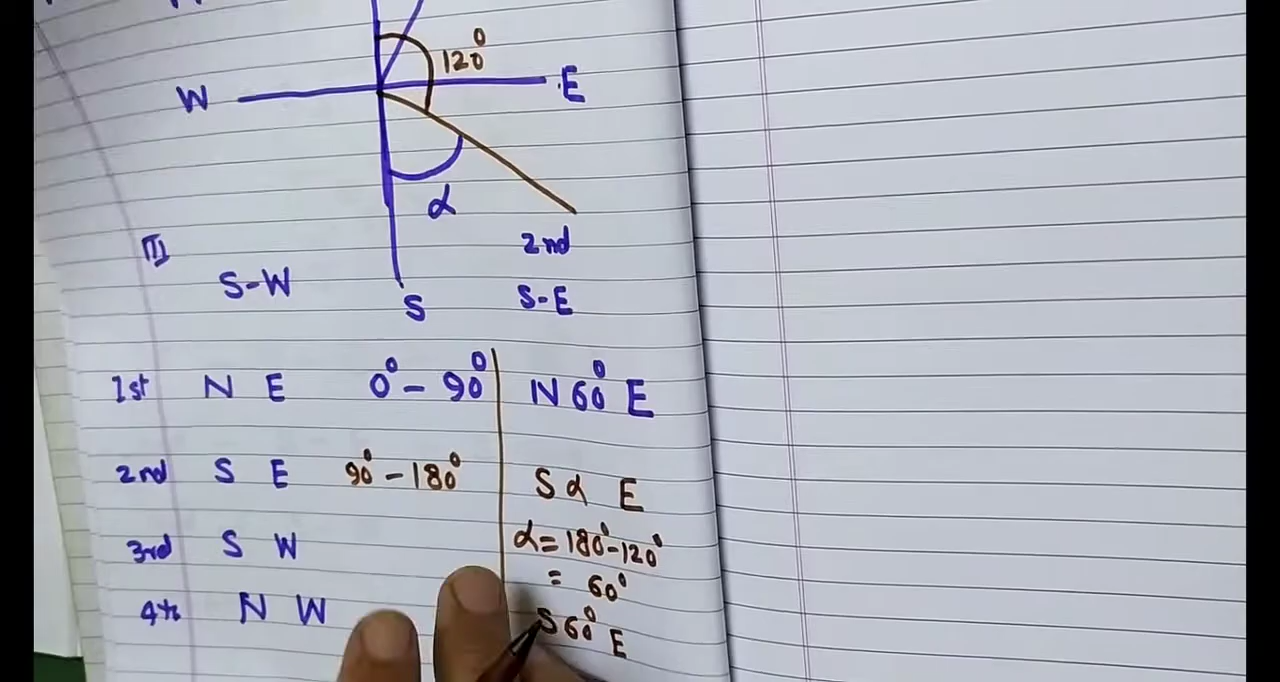 120°
W E
α
III 2nd
S-W S-E
S
1st N E 0° - 90° N 60° E
2nd S E 90° - 180° S α E
3rd S W α = 180° - 120°
= 60°
4th N W S 60° E